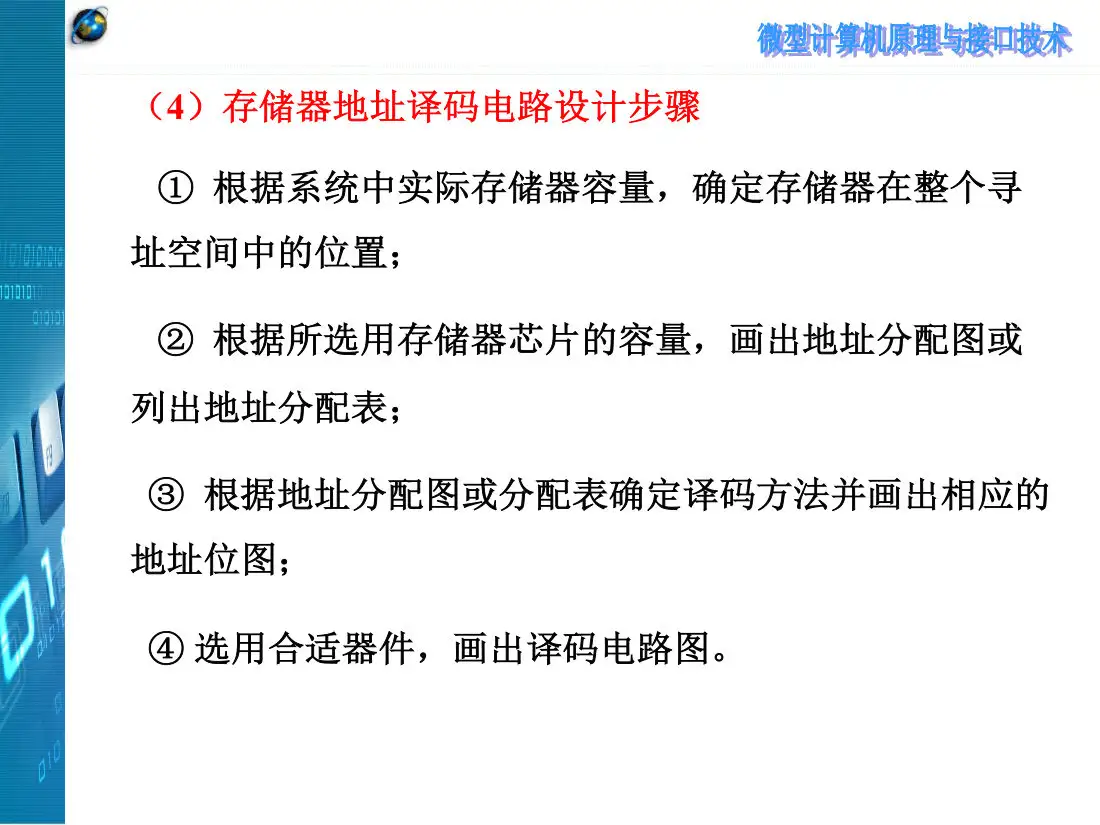 微型计算机原理与接口技术
（4）存储器地址译码电路设计步骤
① 根据系统中实际存储器容量，确定存储器在整个寻
址空间中的位置；
② 根据所选用存储器芯片的容量，画出地址分配图或
列出地址分配表；
③ 根据地址分配图或分配表确定译码方法并画出相应的
地址位图；
④ 选用合适器件，画出译码电路图。
F9